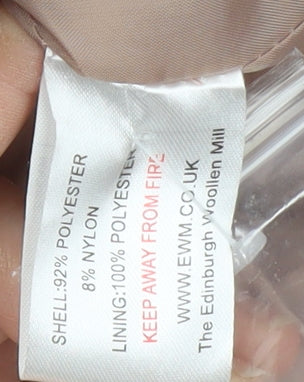 SHELL:92% POLYESTER
8% NYLON
LINING:100% POLYESTER
KEEP AWAY FROM FIRE
WWW.EWM.CO.UK
The Edinburgh Woollen Mill